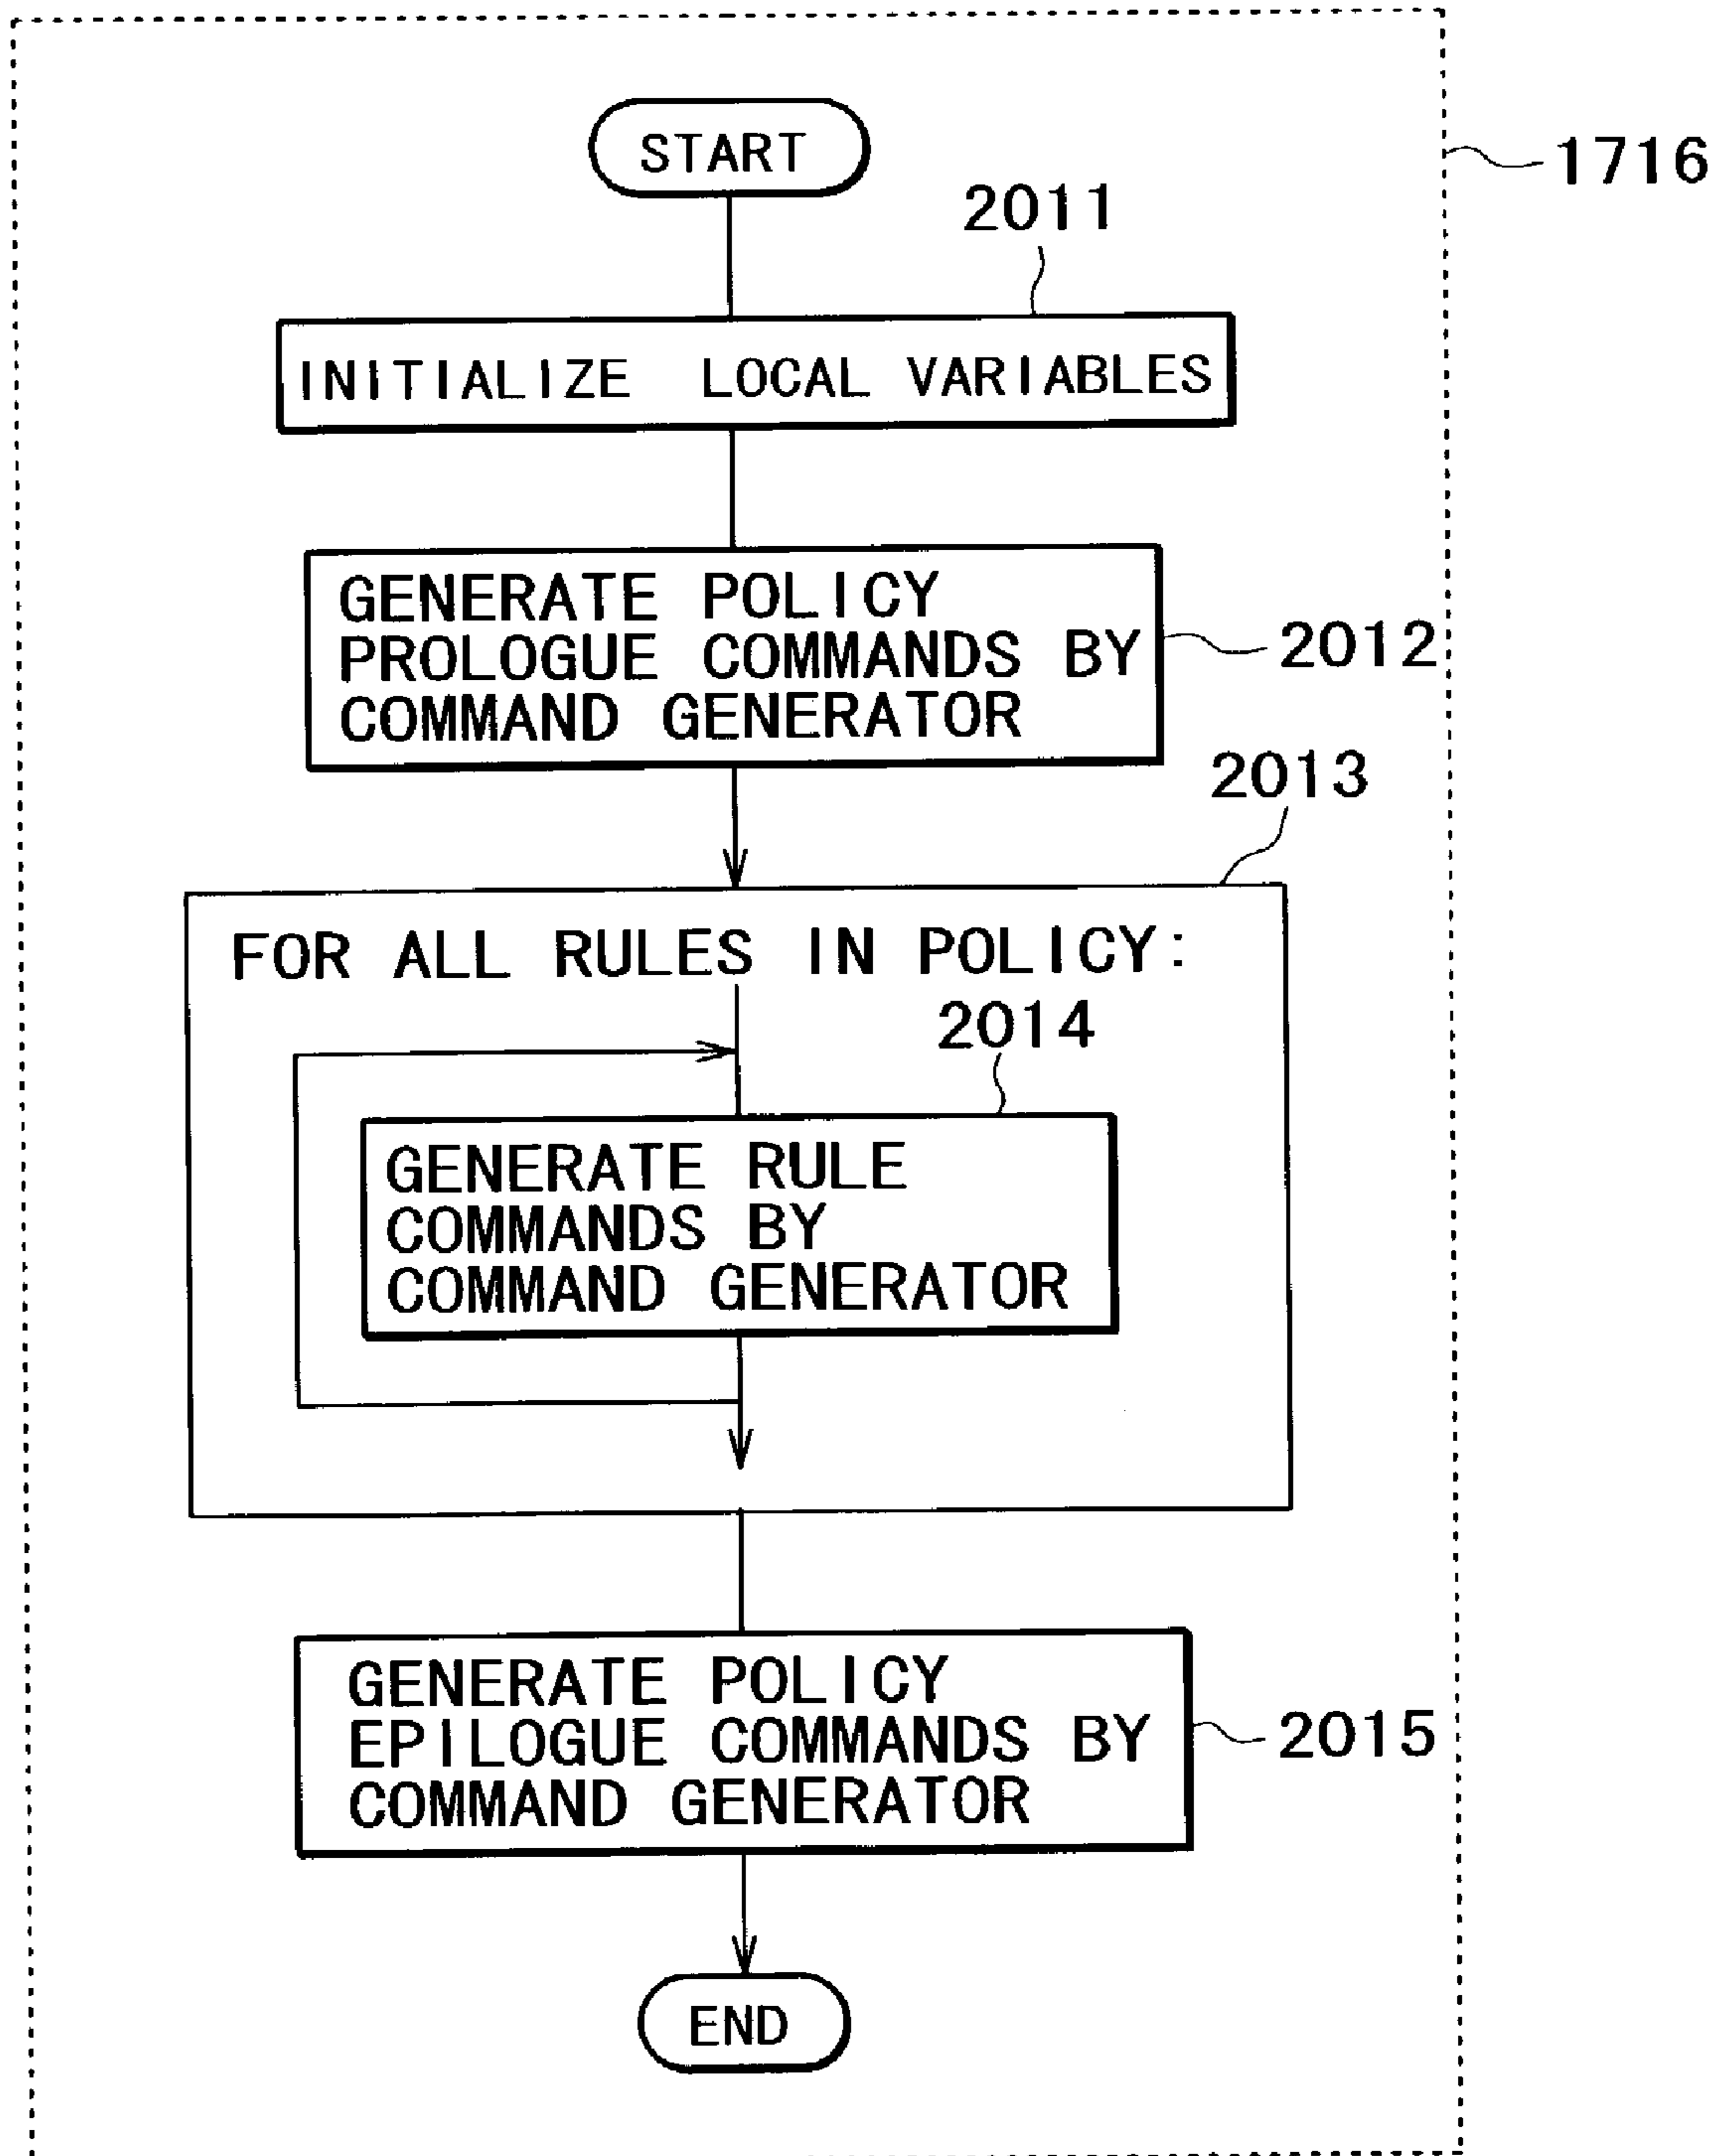 START
1716
2011
INITIALIZE LOCAL VARIABLES
GENERATE POLICY
PROLOGUE COMMANDS BY
COMMAND GENERATOR
2012
2013
FOR ALL RULES IN POLICY:
2014
GENERATE RULE
COMMANDS BY
COMMAND GENERATOR
GENERATE POLICY
EPILOGUE COMMANDS BY
COMMAND GENERATOR
2015
END